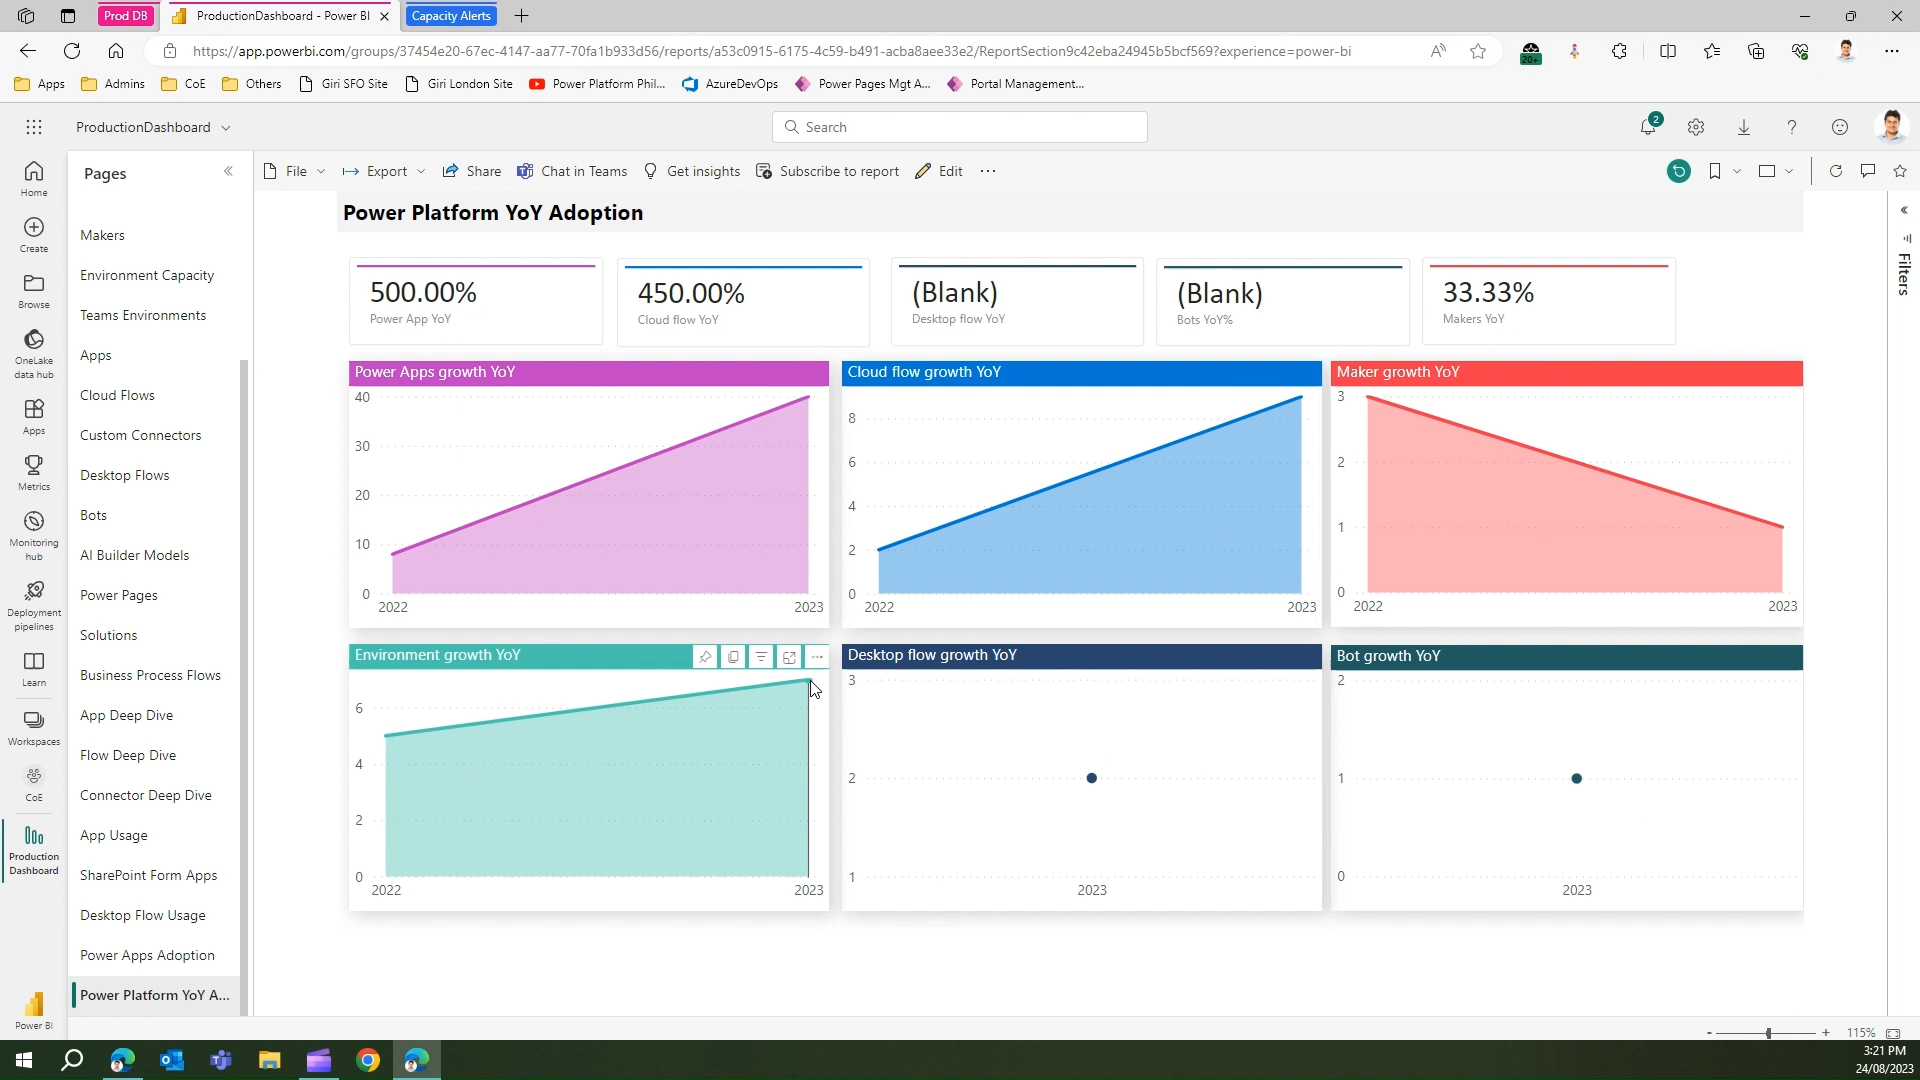 Prod DB
ProductionDashboard - Power BI
Capacity Alerts
https://app.powerbi.com/groups/37454e20-67ec-4147-aa77-70fa1b933d56/reports/a53c0915-6175-4c59-b491-acba8aee33e2/ReportSection9c42eba24945b5bcf569?experience=power-bi
20+
Apps
Admins
CoE
Others
Giri SFO Site
Giri London Site
Power Platform Phil...
AzureDevOps
Power Pages Mgt A...
Portal Management...
ProductionDashboard
Search
2
Home
Create
Browse
OneLake
data hub
Apps
Metrics
Monitoring
hub
Deployment
pipelines
Learn
Workspaces
CoE
Production
Dashboard
Power BI
Pages
Makers
Environment Capacity
Teams Environments
Apps
Cloud Flows
Custom Connectors
Desktop Flows
Bots
AI Builder Models
Power Pages
Solutions
Business Process Flows
App Deep Dive
Flow Deep Dive
Connector Deep Dive
App Usage
SharePoint Form Apps
Desktop Flow Usage
Power Apps Adoption
Power Platform YoY A...
File
Export
Share
Chat in Teams
Get insights
Subscribe to report
Edit
Filters
Power Platform YoY Adoption
500.00%
Power App YoY
450.00%
Cloud flow YoY
(Blank)
Desktop flow YoY
(Blank)
Bots YoY%
33.33%
Makers YoY
Power Apps growth YoY
40
30
20
10
0
2022
2023
Cloud flow growth YoY
8
6
4
2
0
2022
2023
Maker growth YoY
3
2
1
0
2022
2023
Environment growth YoY
6
4
2
0
2022
2023
Desktop flow growth YoY
3
2
1
2023
Bot growth YoY
2
1
0
2023
- + 115%
3:21 PM
24/08/2023